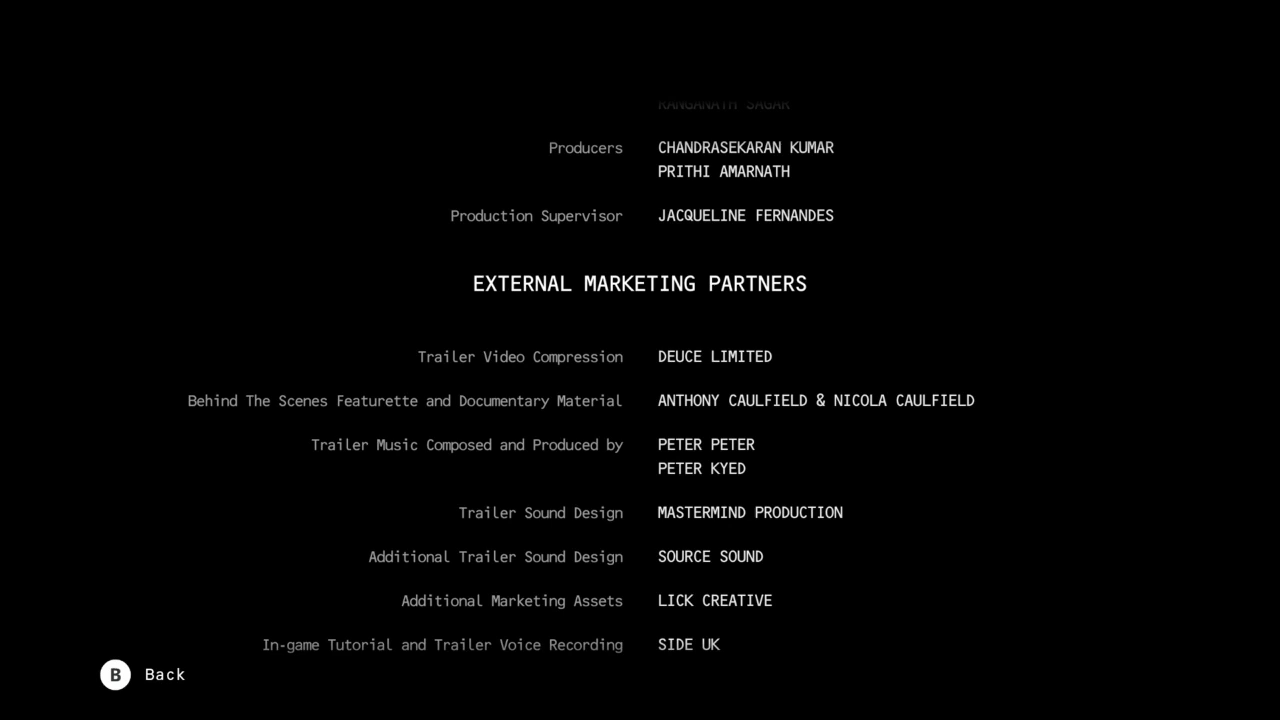 RANGANATH SAGAR
Producers CHANDRASEKARAN KUMAR
PRITHI AMARNATH
Production Supervisor JACQUELINE FERNANDES
EXTERNAL MARKETING PARTNERS
Trailer Video Compression DEUCE LIMITED
Behind The Scenes Featurette and Documentary Material ANTHONY CAULFIELD & NICOLA CAULFIELD
Trailer Music Composed and Produced by PETER PETER
PETER KYED
Trailer Sound Design MASTERMIND PRODUCTION
Additional Trailer Sound Design SOURCE SOUND
Additional Marketing Assets LICK CREATIVE
In-game Tutorial and Trailer Voice Recording SIDE UK
B Back